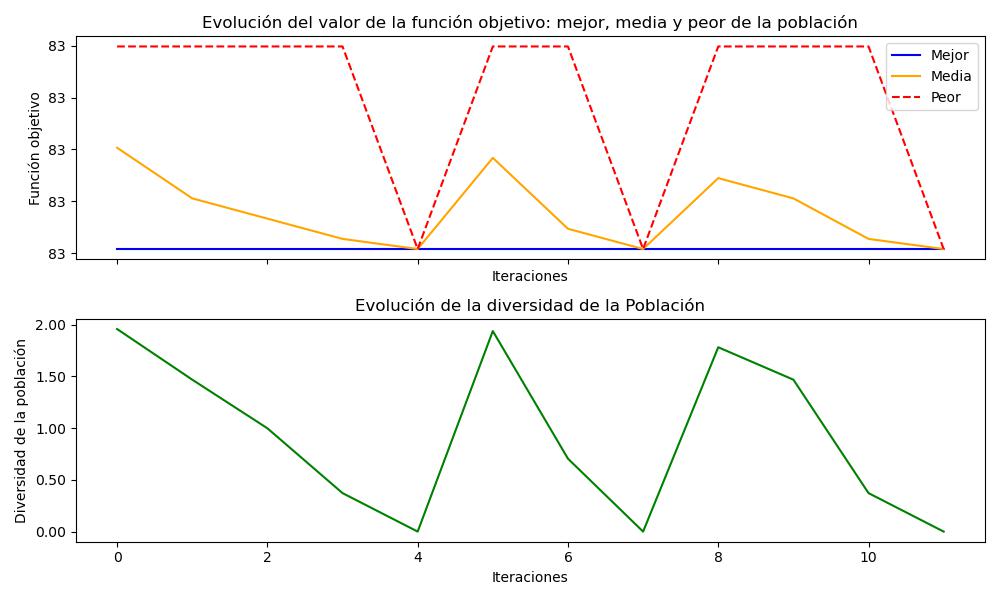 Evolución del valor de la función objetivo: mejor, media y peor de la población
Función objetivo
83
83
83
83
83
Mejor
Media
Peor
Iteraciones
Evolución de la diversidad de la Población
Diversidad de la población
2.00
1.50
1.00
0.50
0.00
0 2 4 6 8 10
Iteraciones